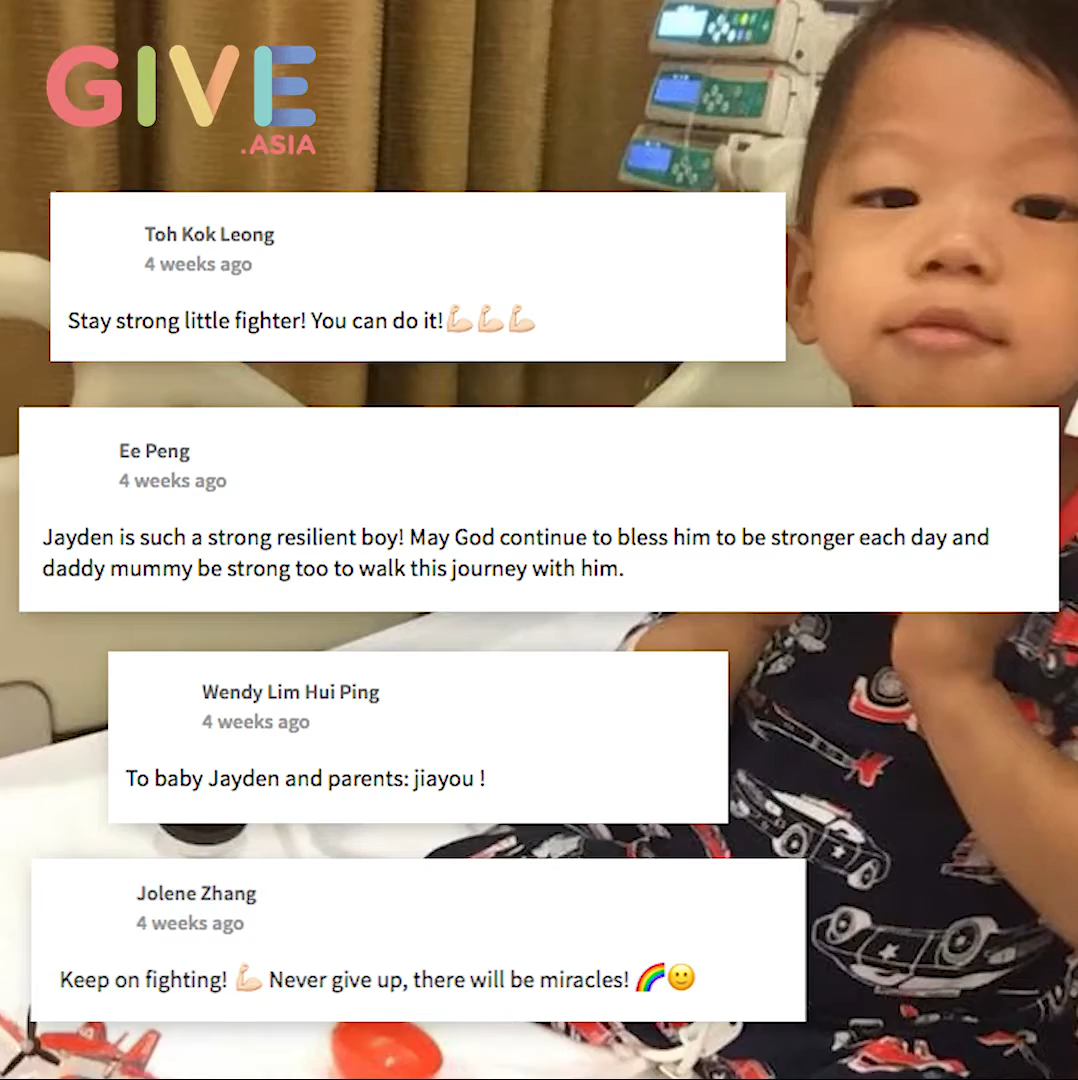 GIVE
.ASIA
Toh Kok Leong
4 weeks ago
Stay strong little fighter! You can do it!💪🏻💪🏻💪🏻
Ee Peng
4 weeks ago
Jayden is such a strong resilient boy! May God continue to bless him to be stronger each day and
daddy mummy be strong too to walk this journey with him.
Wendy Lim Hui Ping
4 weeks ago
To baby Jayden and parents: jiayou !
Jolene Zhang
4 weeks ago
Keep on fighting! 💪🏻 Never give up, there will be miracles! 🌈🙂